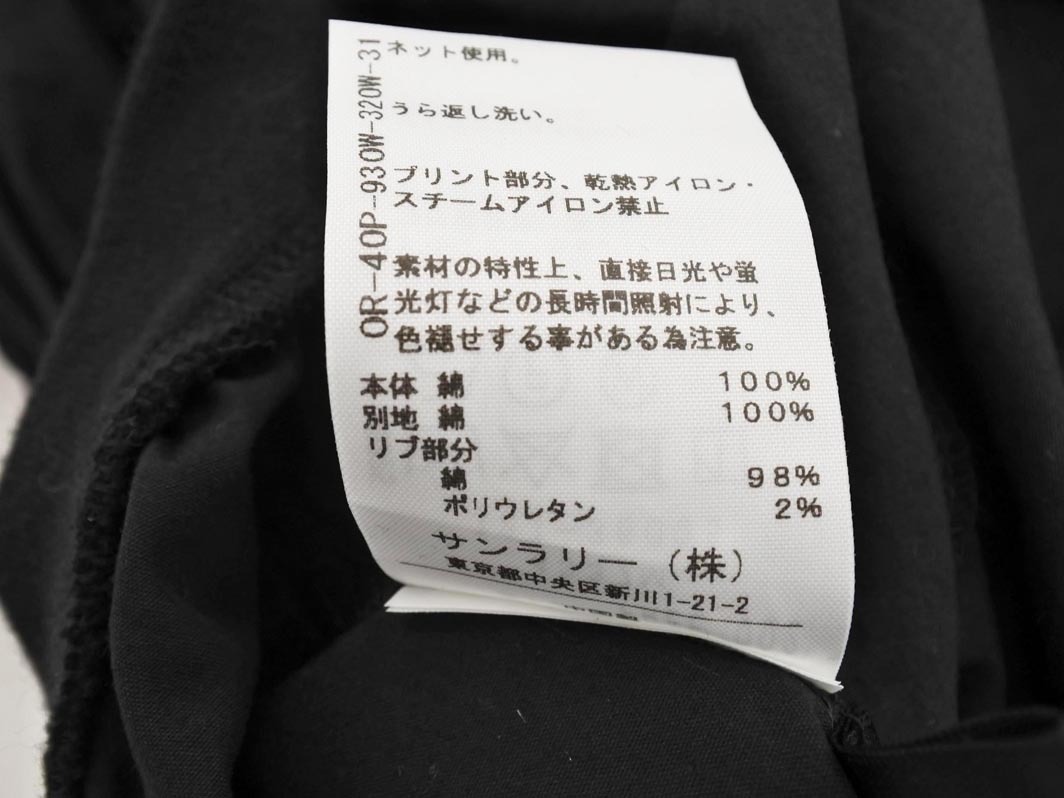 ネット使用。
うら返し洗い。
プリント部分、乾熱アイロン・
スチームアイロン禁止
素材の特性上、直接日光や蛍
光灯などの長時間照射により、
色褪せする事がある為注意。
OR-40P-930W-320W-31
本体 綿 100%
別地 綿 100%
リブ部分
綿 98%
ポリウレタン 2%
サンラリー(株)
東京都中央区新川1-21-2
中国製